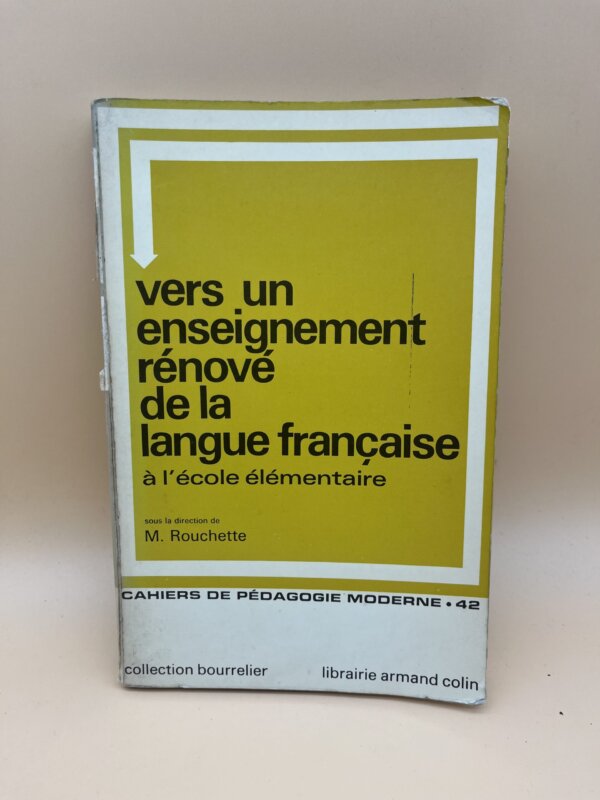 vers un
enseignement
rénové
de la
langue française
à l'école élémentaire
sous la direction de
M. Rouchette
CAHIERS DE PÉDAGOGIE MODERNE • 42
collection bourrelier librairie armand colin